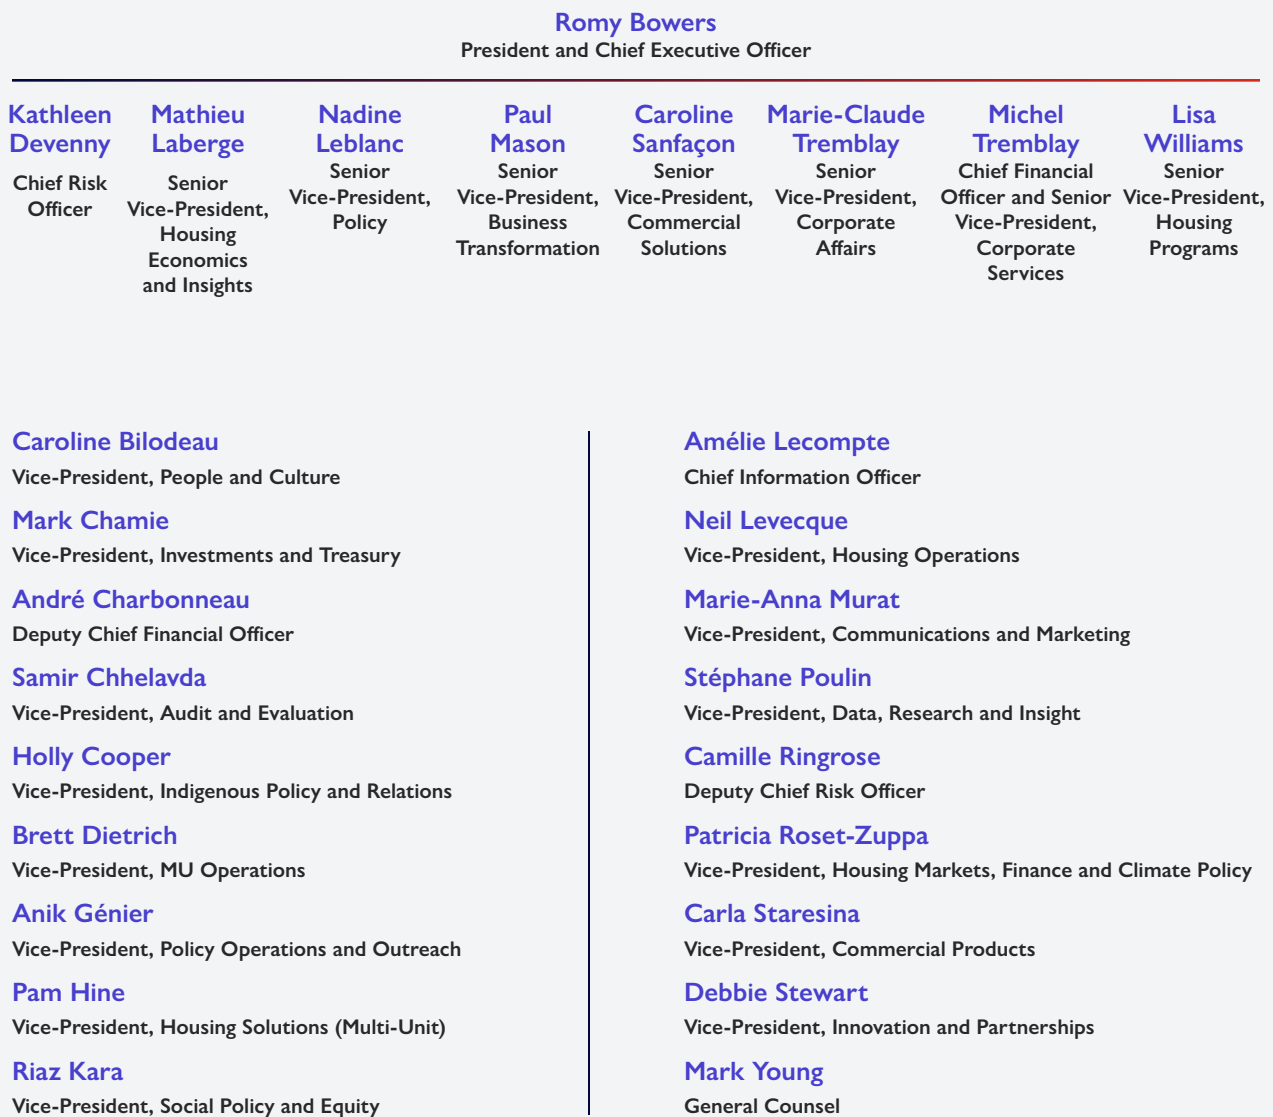 Romy Bowers
President and Chief Executive Officer
Kathleen
Devenny
Chief Risk
Officer
Mathieu
Laberge
Senior
Vice-President,
Housing
Economics
and Insights
Nadine
Leblanc
Senior
Vice-President,
Policy
Paul
Mason
Senior
Vice-President,
Business
Transformation
Caroline
Sanfaçon
Senior
Vice-President,
Commercial
Solutions
Marie-Claude
Tremblay
Senior
Vice-President,
Corporate
Affairs
Michel
Tremblay
Chief Financial
Officer and Senior
Vice-President,
Corporate
Services
Lisa
Williams
Senior
Vice-President,
Housing
Programs
Caroline Bilodeau
Vice-President, People and Culture
Mark Chamie
Vice-President, Investments and Treasury
André Charbonneau
Deputy Chief Financial Officer
Samir Chhelavda
Vice-President, Audit and Evaluation
Holly Cooper
Vice-President, Indigenous Policy and Relations
Brett Dietrich
Vice-President, MU Operations
Anik Génier
Vice-President, Policy Operations and Outreach
Pam Hine
Vice-President, Housing Solutions (Multi-Unit)
Riaz Kara
Vice-President, Social Policy and Equity
Amélie Lecompte
Chief Information Officer
Neil Levecque
Vice-President, Housing Operations
Marie-Anna Murat
Vice-President, Communications and Marketing
Stéphane Poulin
Vice-President, Data, Research and Insight
Camille Ringrose
Deputy Chief Risk Officer
Patricia Roset-Zuppa
Vice-President, Housing Markets, Finance and Climate Policy
Carla Staresina
Vice-President, Commercial Products
Debbie Stewart
Vice-President, Innovation and Partnerships
Mark Young
General Counsel